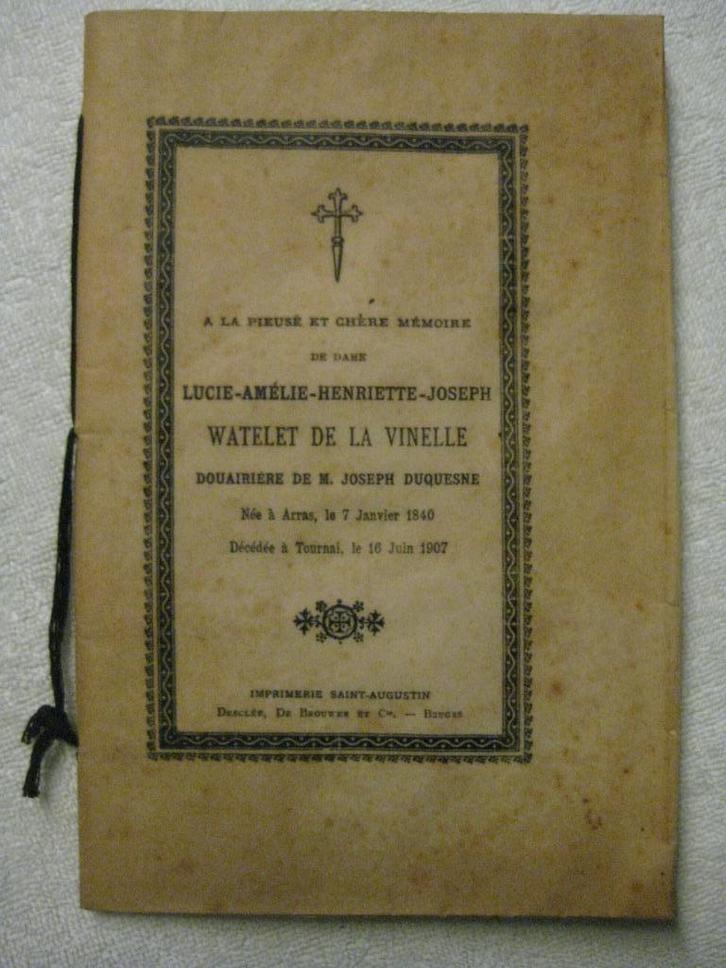 A LA PIEUSE ET CHÈRE MÉMOIRE
DE DAME
LUCIE-AMÉLIE-HENRIETTE-JOSEPH
WATELET DE LA VINELLE
DOUAIRIÈRE DE M. JOSEPH DUQUESNE
Née à Arras, le 7 Janvier 1840
Décédée à Tournai, le 16 Juin 1907
IMPRIMERIE SAINT-AUGUSTIN
DESCLÉE, DE BROUWER ET Cie. — BRUGES